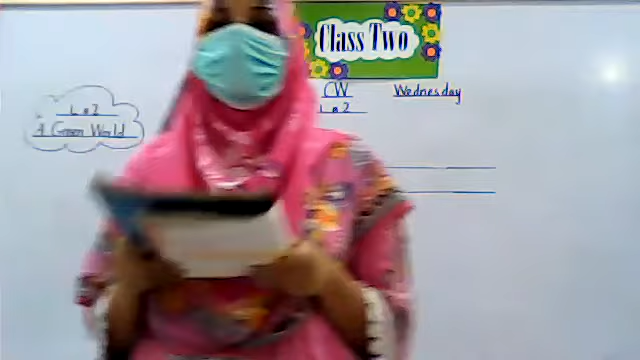 Class Two
CW
Wednesday
L n 2
L n 2
A Green World